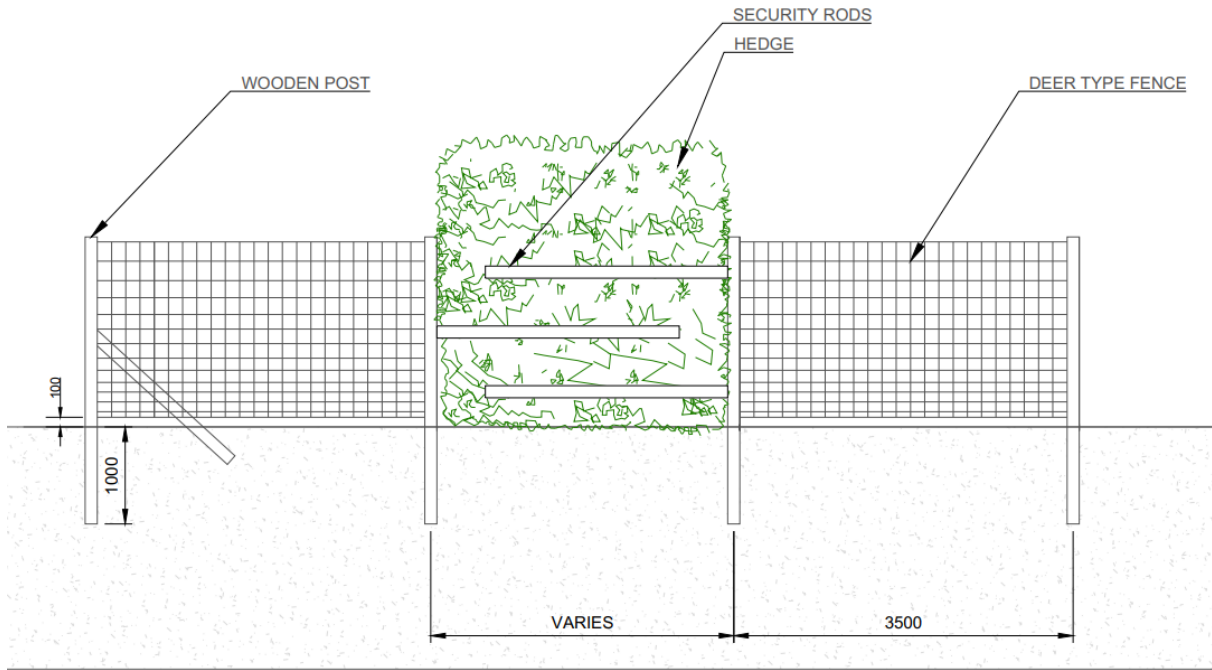 SECURITY RODS
HEDGE
WOODEN POST
DEER TYPE FENCE
100
1000
VARIES
3500